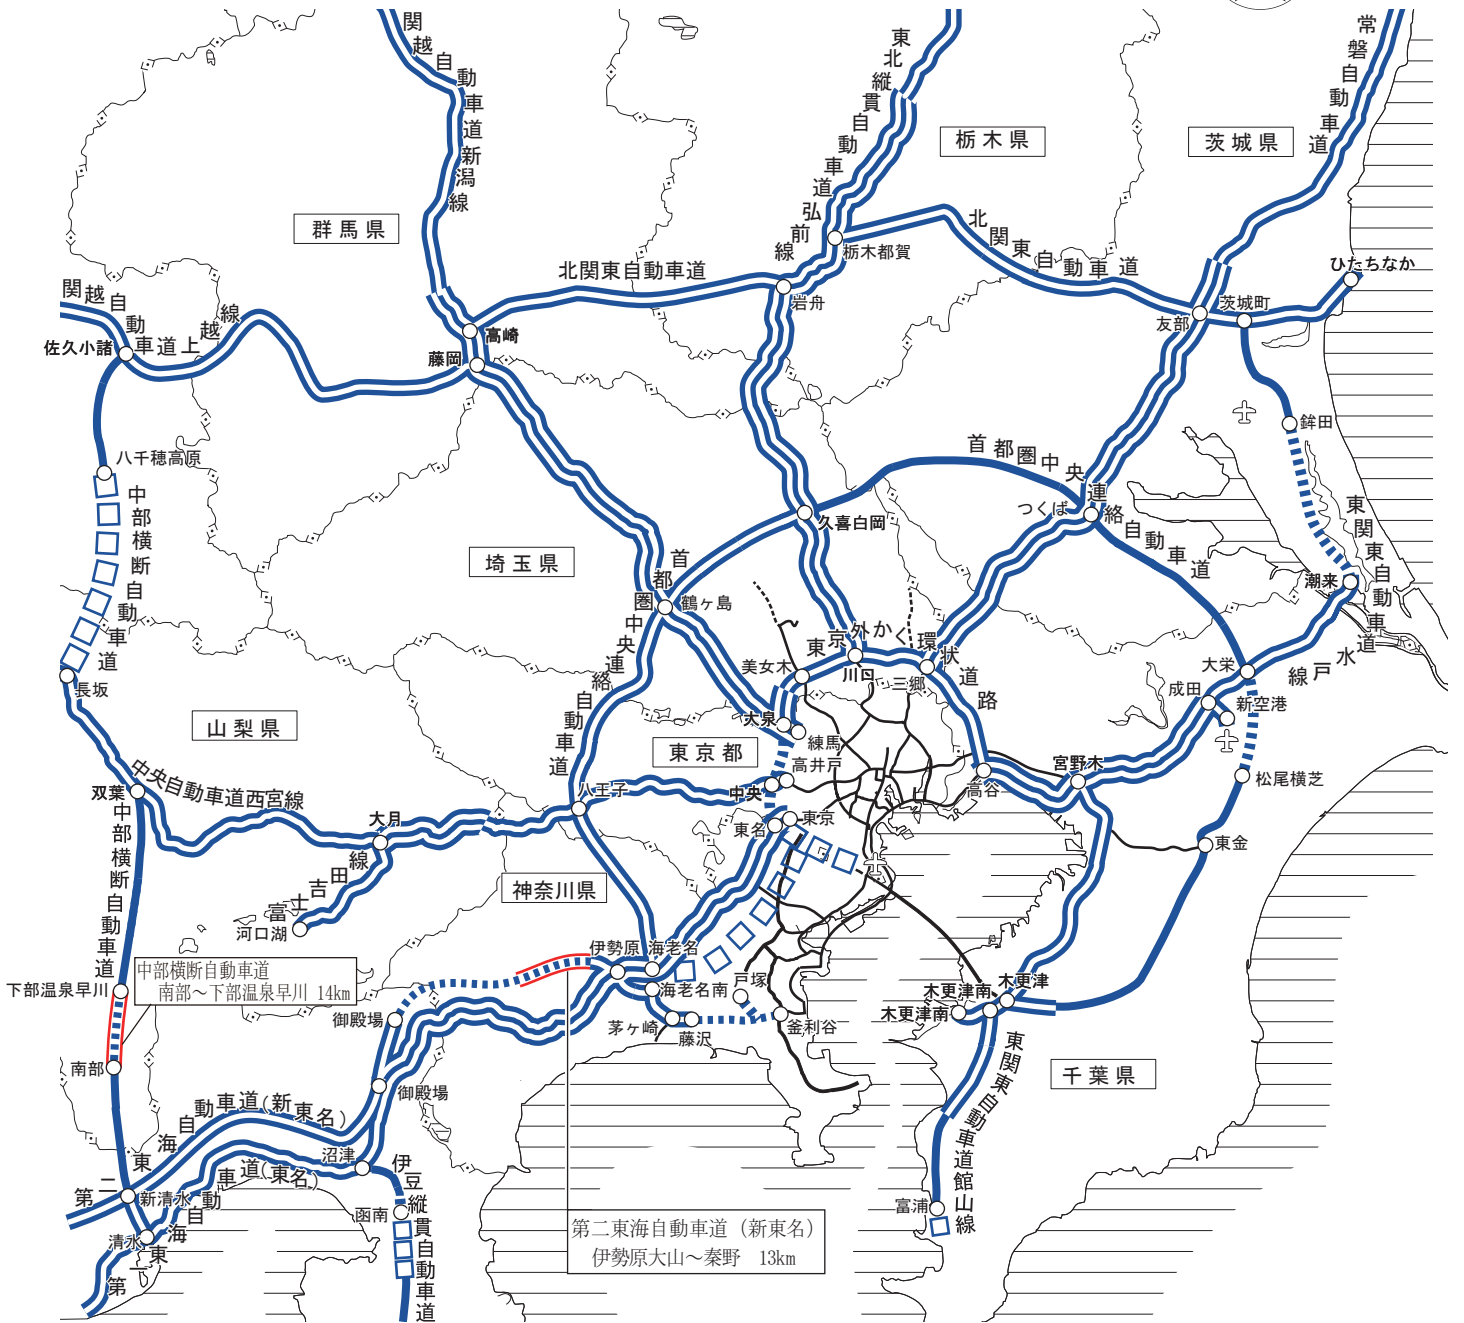 関越自動車道新潟線
東北縦貫自動車道弘前線
常磐自動車道
栃木県
茨城県
群馬県
北関東自動車道
栃木都賀
北関東自動車道
ひたちなか
関越自動車道上越線
岩舟
茨城町
友部
佐久小諸
高崎
藤岡
鉾田
八千穂高原
首都圏中央連絡自動車道
つくば
久喜白岡
中部横断自動車道
東関東自動車道水戸線
埼玉県
首都圏中央連絡自動車道
鶴ヶ島
潮来
東京外かく環状道路
美女木
川口
三郷
大栄
長坂
成田
新空港
山梨県
大泉
練馬
東京都
高井戸
宮野木
中央自動車道西宮線
双葉
八王子
中央
高谷
松尾横芝
大月
東名
東京
東金
中部横断自動車道
富士吉田線
神奈川県
河口湖
伊勢原
海老名
中部横断自動車道
南部～下部温泉早川 14km
下部温泉早川
海老名南
戸塚
木更津
木更津南
木更津南
御殿場
茅ヶ崎
藤沢
釜利谷
南部
東関東自動車道館山線
千葉県
御殿場
第二東海自動車道(新東名)
沼津
伊豆縦貫自動車道
第一東海自動車道(東名)
新清水
函南
富浦
清水
第二東海自動車道（新東名）
伊勢原大山～秦野 13km